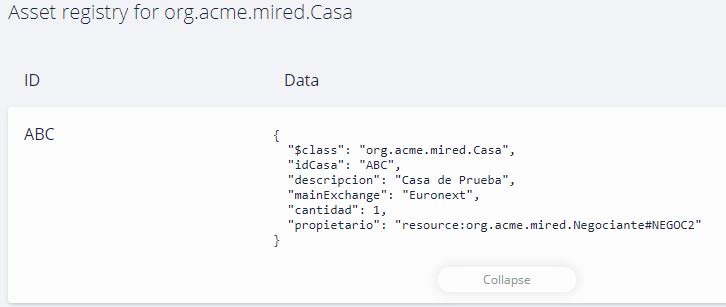 Asset registry for org.acme.mired.Casa
ID Data
ABC
{
"$class": "org.acme.mired.Casa",
"idCasa": "ABC",
"descripcion": "Casa de Prueba",
"mainExchange": "Euronext",
"cantidad": 1,
"propietario": "resource:org.acme.mired.Negociante#NEGOC2"
}
Collapse